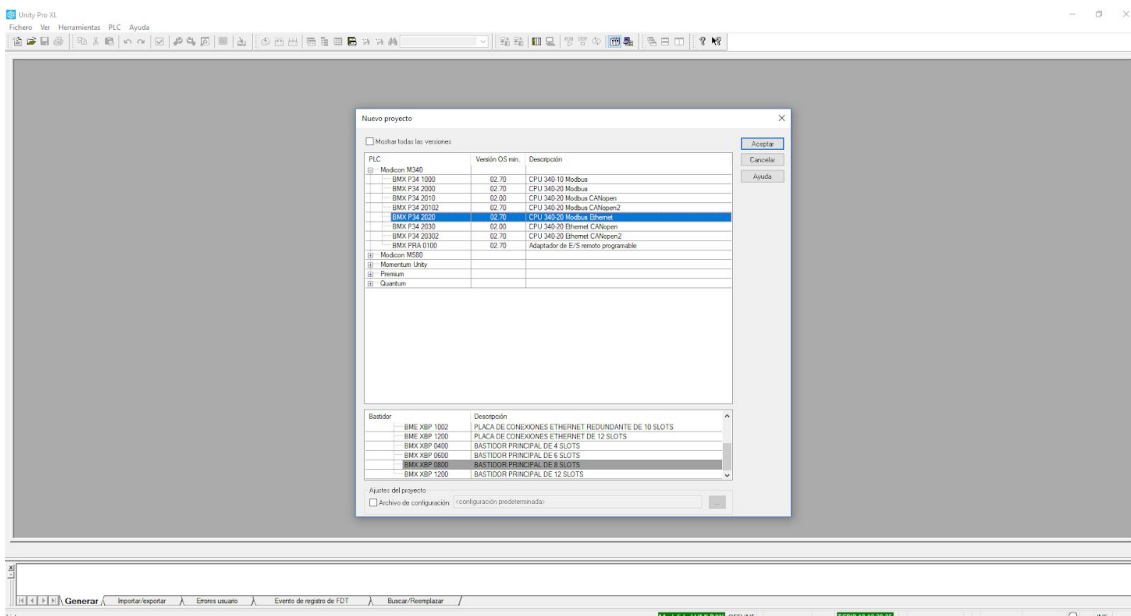 Unity Pro XL
Fichero Ver Herramientas PLC Ayuda
Nuevo proyecto
Mostrar todas las versiones
Aceptar
Cancelar
Ayuda
PLC Versión OS min. Descripción
Modicon M340
BMX P34 1000 02.70 CPU 340-10 Modbus
BMX P34 2000 02.70 CPU 340-20 Modbus
BMX P34 2010 02.00 CPU 340-20 Modbus CANopen
BMX P34 20102 02.70 CPU 340-20 Modbus CANopen2
BMX P34 2020 02.70 CPU 340-20 Modbus Ethernet
BMX P34 2030 02.00 CPU 340-20 Ethernet CANopen
BMX P34 20302 02.70 CPU 340-20 Ethernet CANopen2
BMX PRA 0100 02.70 Adaptador de E/S remoto programable
Modicon M580
Momentum Unity
Premium
Quantum
Bastidor Descripción
BME XBP 1002 PLACA DE CONEXIONES ETHERNET REDUNDANTE DE 10 SLOTS
BME XBP 1200 PLACA DE CONEXIONES ETHERNET DE 12 SLOTS
BMX XBP 0400 BASTIDOR PRINCIPAL DE 4 SLOTS
BMX XBP 0600 BASTIDOR PRINCIPAL DE 6 SLOTS
BMX XBP 0800 BASTIDOR PRINCIPAL DE 8 SLOTS
BMX XBP 1200 BASTIDOR PRINCIPAL DE 12 SLOTS
Ajustes del proyecto
Archivo de configuración <configuración predeterminada> ...
Generar Importar/exportar Errores usuario Evento de registro de FDT Buscar/Reemplazar